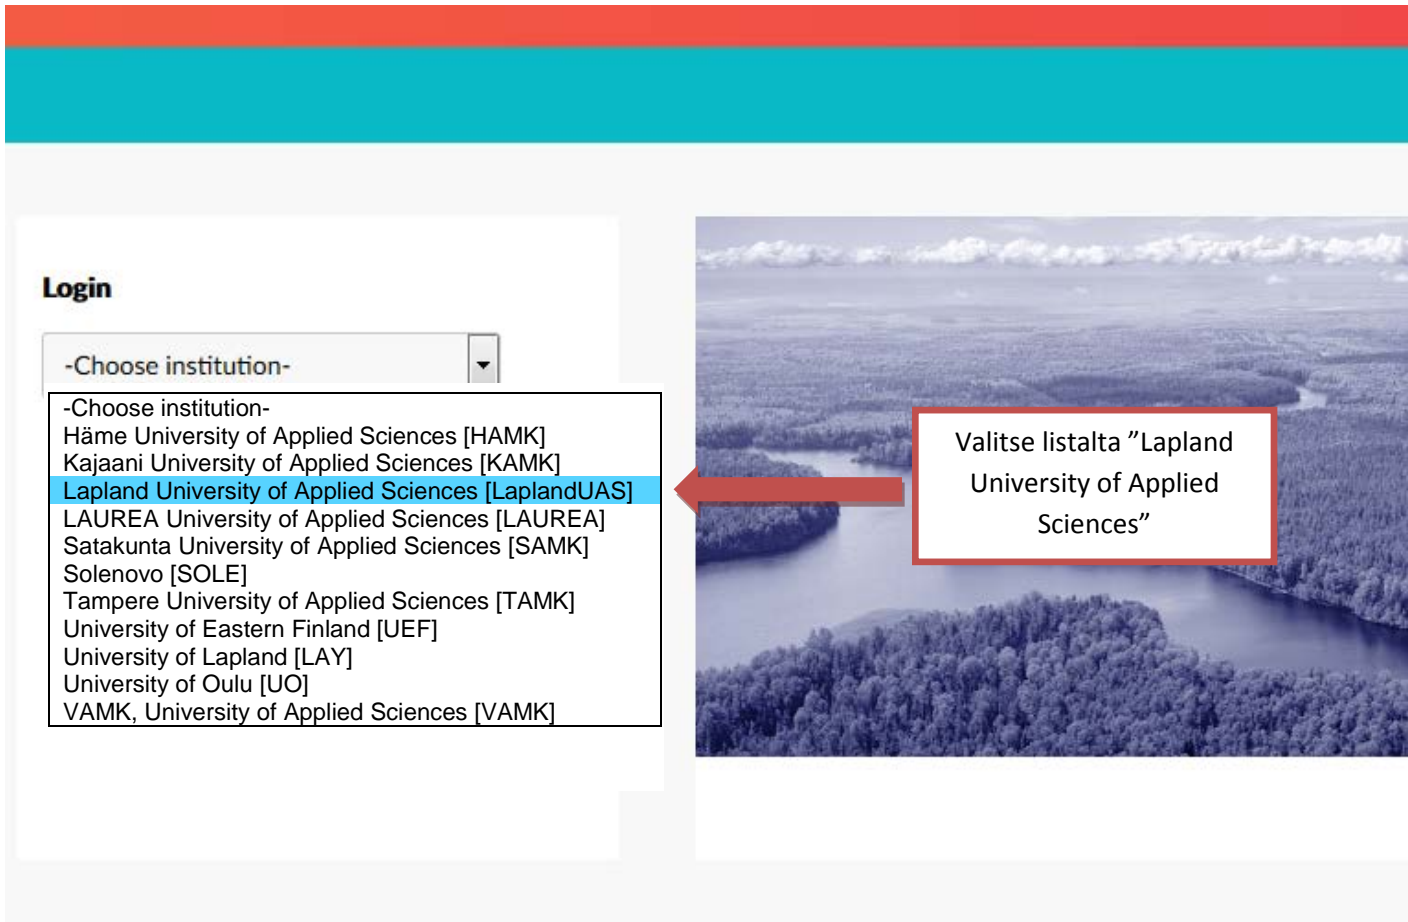 Login
-Choose institution-
-Choose institution-
Häme University of Applied Sciences [HAMK]
Kajaani University of Applied Sciences [KAMK]
Lapland University of Applied Sciences [LaplandUAS]
LAUREA University of Applied Sciences [LAUREA]
Satakunta University of Applied Sciences [SAMK]
Solenovo [SOLE]
Tampere University of Applied Sciences [TAMK]
University of Eastern Finland [UEF]
University of Lapland [LAY]
University of Oulu [UO]
VAMK, University of Applied Sciences [VAMK]
Valitse listalta ”Lapland
University of Applied
Sciences”